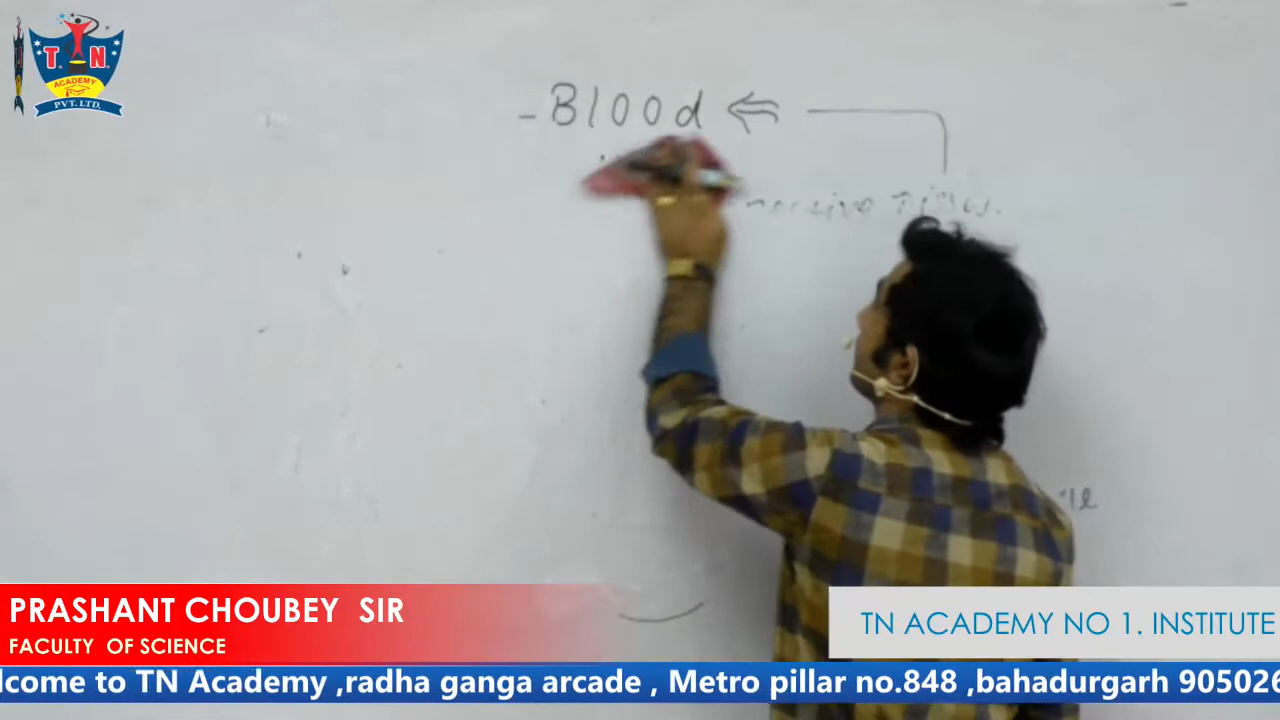 T.N.
ACADEMY
PVT. LTD.
- Blood
PRASHANT CHOUBEY SIR
FACULTY OF SCIENCE
TN ACADEMY NO 1. INSTITUTE
lcome to TN Academy ,radha ganga arcade , Metro pillar no.848 ,bahadurgarh 905026